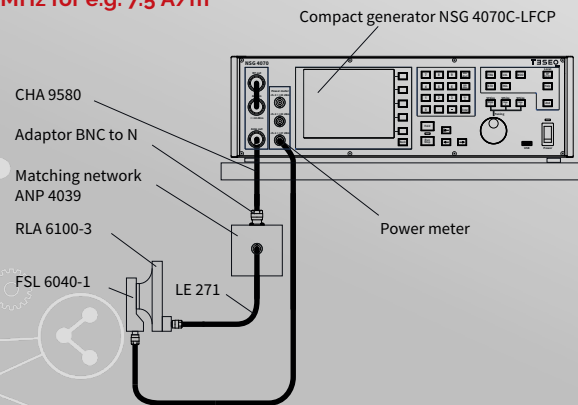 MHz for e.g. 7.5 A/m
Compact generator NSG 4070C-LFCP
NSG 4070
TESEQ
CHA 9580
Adaptor BNC to N
Matching network
ANP 4039
RLA 6100-3
Power meter
FSL 6040-1
LE 271